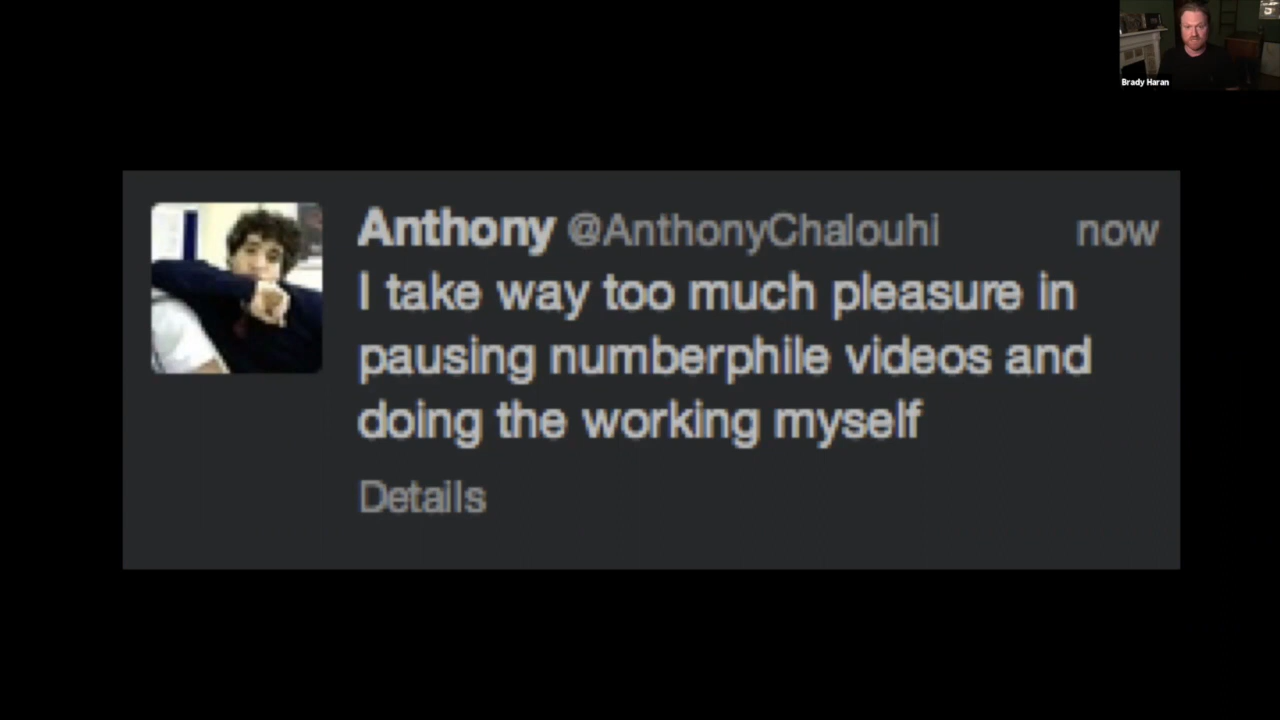 Brady Haran
Anthony @AnthonyChalouhi now
I take way too much pleasure in
pausing numberphile videos and
doing the working myself
Details